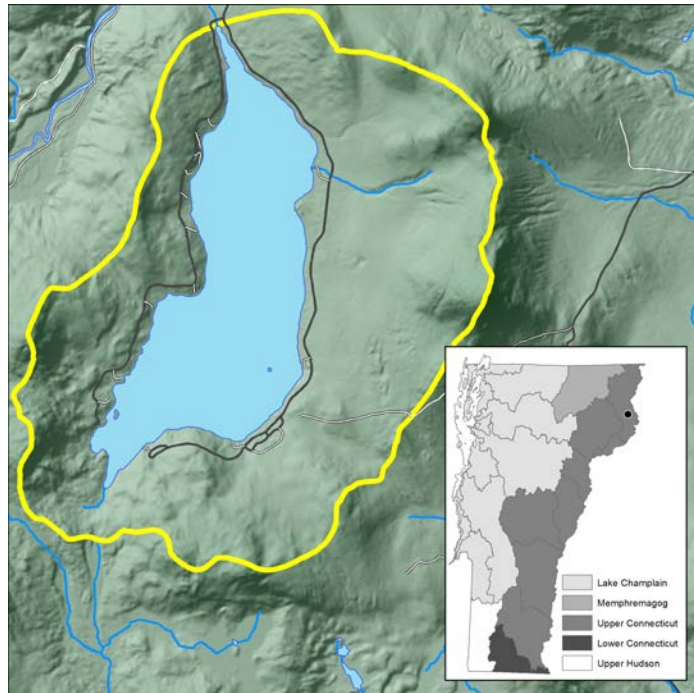 Lake Champlain
Memphremagog
Upper Connecticut
Lower Connecticut
Upper Hudson